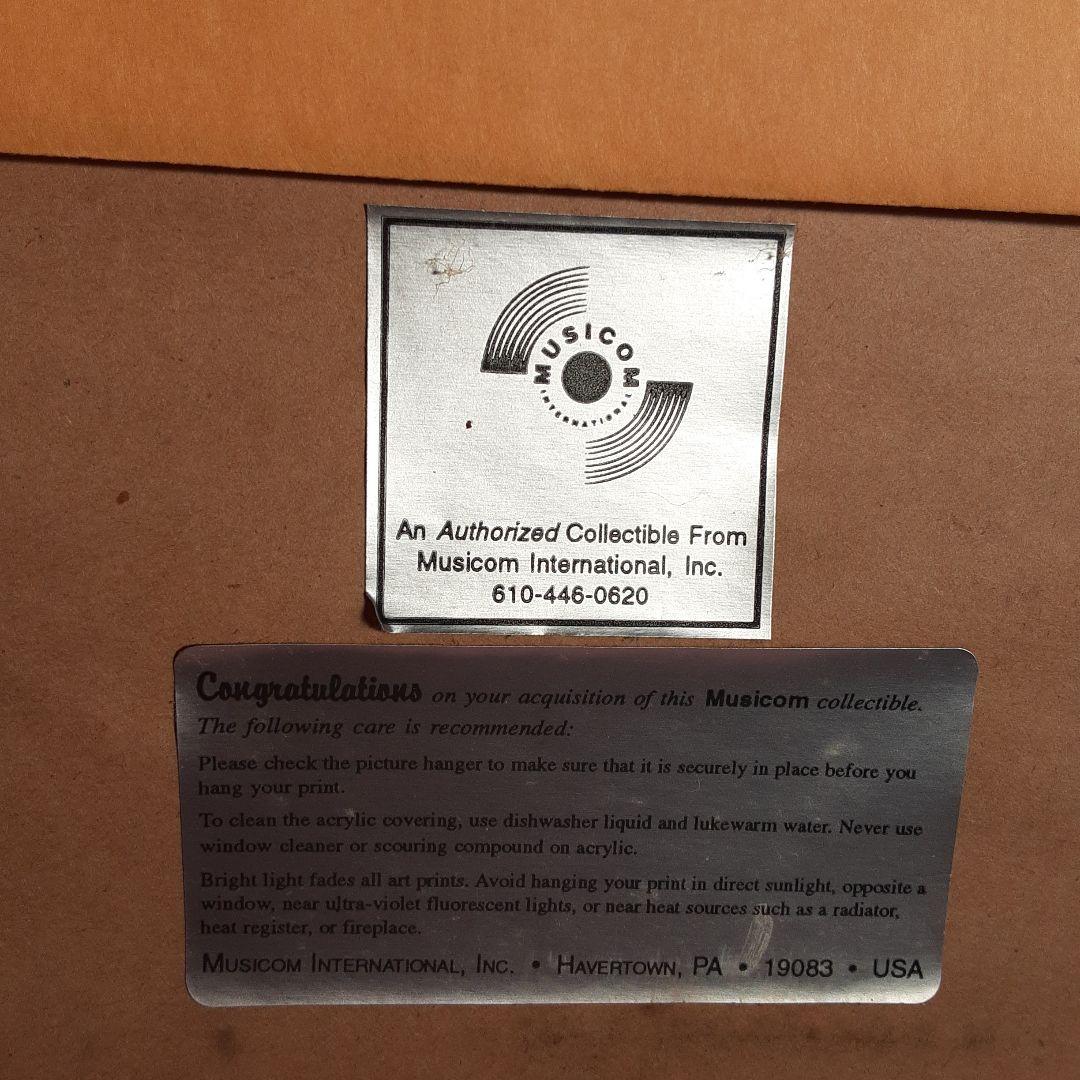 MUSICOM
INTERNATIONAL
An Authorized Collectible From
Musicom International, Inc.
610-446-0620
Congratulations on your acquisition of this Musicom collectible.
The following care is recommended:
Please check the picture hanger to make sure that it is securely in place before you
hang your print.
To clean the acrylic covering, use dishwasher liquid and lukewarm water. Never use
window cleaner or scouring compound on acrylic.
Bright light fades all art prints. Avoid hanging your print in direct sunlight, opposite a
window, near ultra-violet fluorescent lights, or near heat sources such as a radiator,
heat register, or fireplace.
MUSICOM INTERNATIONAL, INC. • HAVERTOWN, PA • 19083 • USA